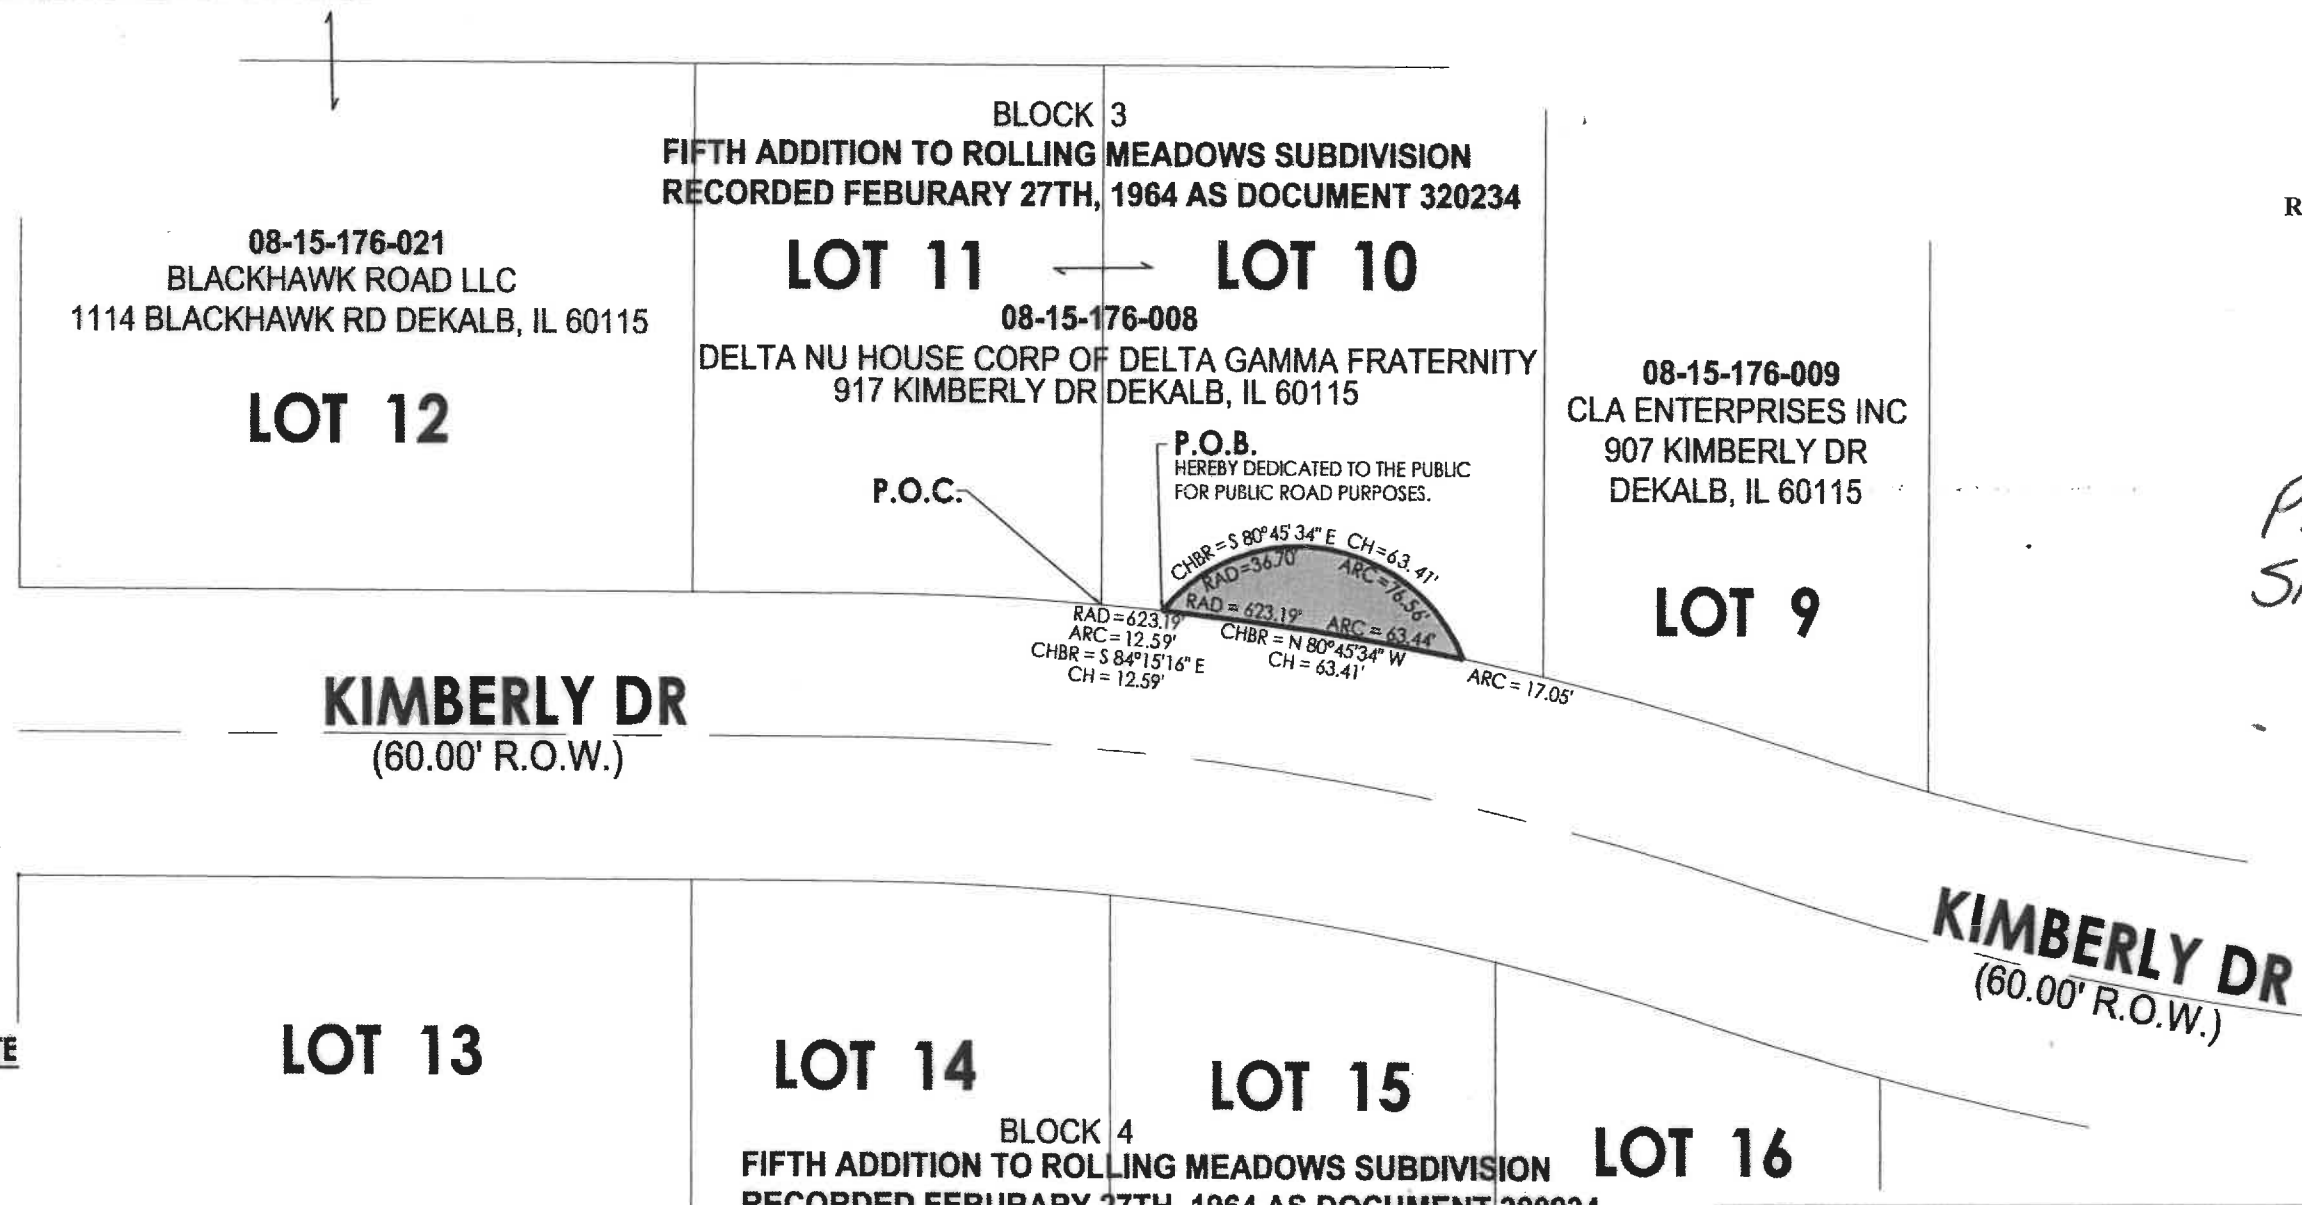 BLOCK 3
FIFTH ADDITION TO ROLLING MEADOWS SUBDIVISION
RECORDED FEBURARY 27TH, 1964 AS DOCUMENT 320234
R
08-15-176-021
BLACKHAWK ROAD LLC
1114 BLACKHAWK RD DEKALB, IL 60115
LOT 12
LOT 11
LOT 10
08-15-176-008
DELTA NU HOUSE CORP OF DELTA GAMMA FRATERNITY
917 KIMBERLY DR DEKALB, IL 60115
08-15-176-009
CLA ENTERPRISES INC
907 KIMBERLY DR
DEKALB, IL 60115
LOT 9
P.O.C.
P.O.B.
HEREBY DEDICATED TO THE PUBLIC
FOR PUBLIC ROAD PURPOSES.
CHBR = S 80°45'34" E CH=63.41'
RAD=36.70' ARC=76.56'
RAD = 623.19' ARC = 63.44'
CHBR = N 80°45'34" W
CH = 63.41'
RAD=623.19'
ARC= 12.59'
CHBR = S 84°15'16" E
CH = 12.59'
ARC = 17.05'
KIMBERLY DR
(60.00' R.O.W.)
KIMBERLY DR
(60.00' R.O.W.)
LOT 13
LOT 14
LOT 15
LOT 16
BLOCK 4
FIFTH ADDITION TO ROLLING MEADOWS SUBDIVISION
RECORDED FEBURARY 27TH, 1964 AS DOCUMENT 320234